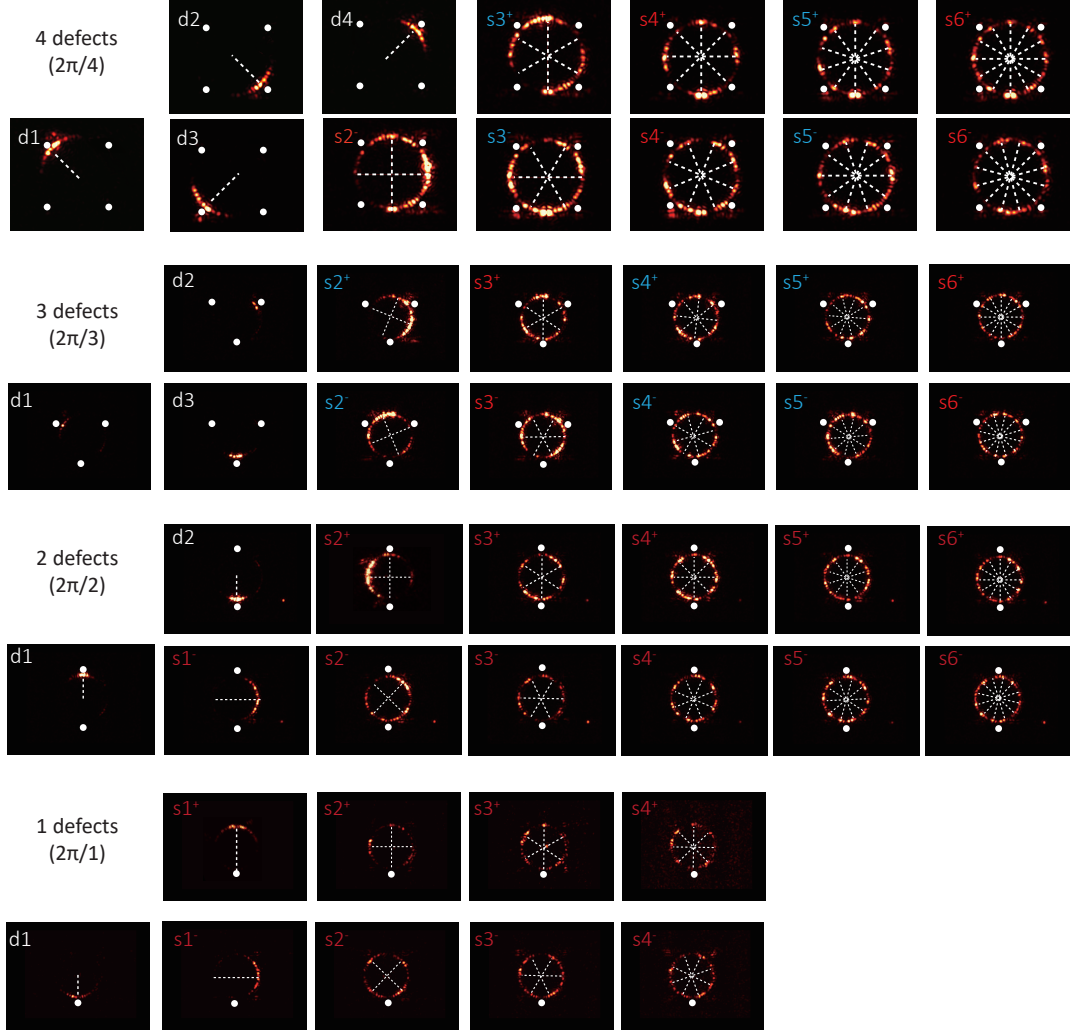 4 defects
(2π/4)
d2
d4
s3⁺
s4⁺
s5⁺
s6⁺
d1
d3
s2⁻
s3⁻
s4⁻
s5⁻
s6⁻
3 defects
(2π/3)
d2
s2⁺
s3⁺
s4⁺
s5⁺
s6⁺
d1
d3
s2⁻
s3⁻
s4⁻
s5⁻
s6⁻
2 defects
(2π/2)
d2
s2⁺
s3⁺
s4⁺
s5⁺
s6⁺
d1
s1⁻
s2⁻
s3⁻
s4⁻
s5⁻
s6⁻
1 defects
(2π/1)
s1⁺
s2⁺
s3⁺
s4⁺
d1
s1⁻
s2⁻
s3⁻
s4⁻